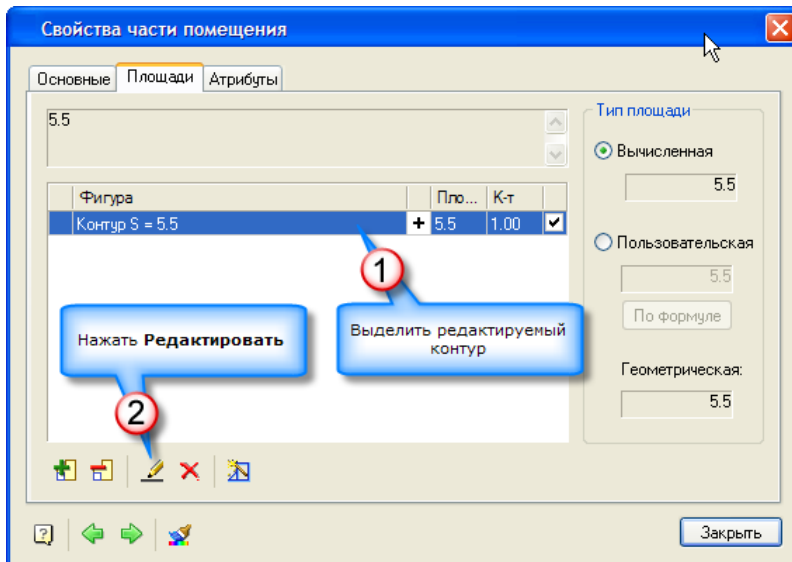 Свойства части помещения
Основные Площади Атрибуты
5.5
Фигура Пло... К-т
Контур S = 5.5 + 5.5 1.00
1
Выделить редактируемый
контур
Нажать Редактировать
2
Тип площади
Вычисленная
5.5
Пользовательская
5.5
По формуле
Геометрическая:
5.5
Закрыть